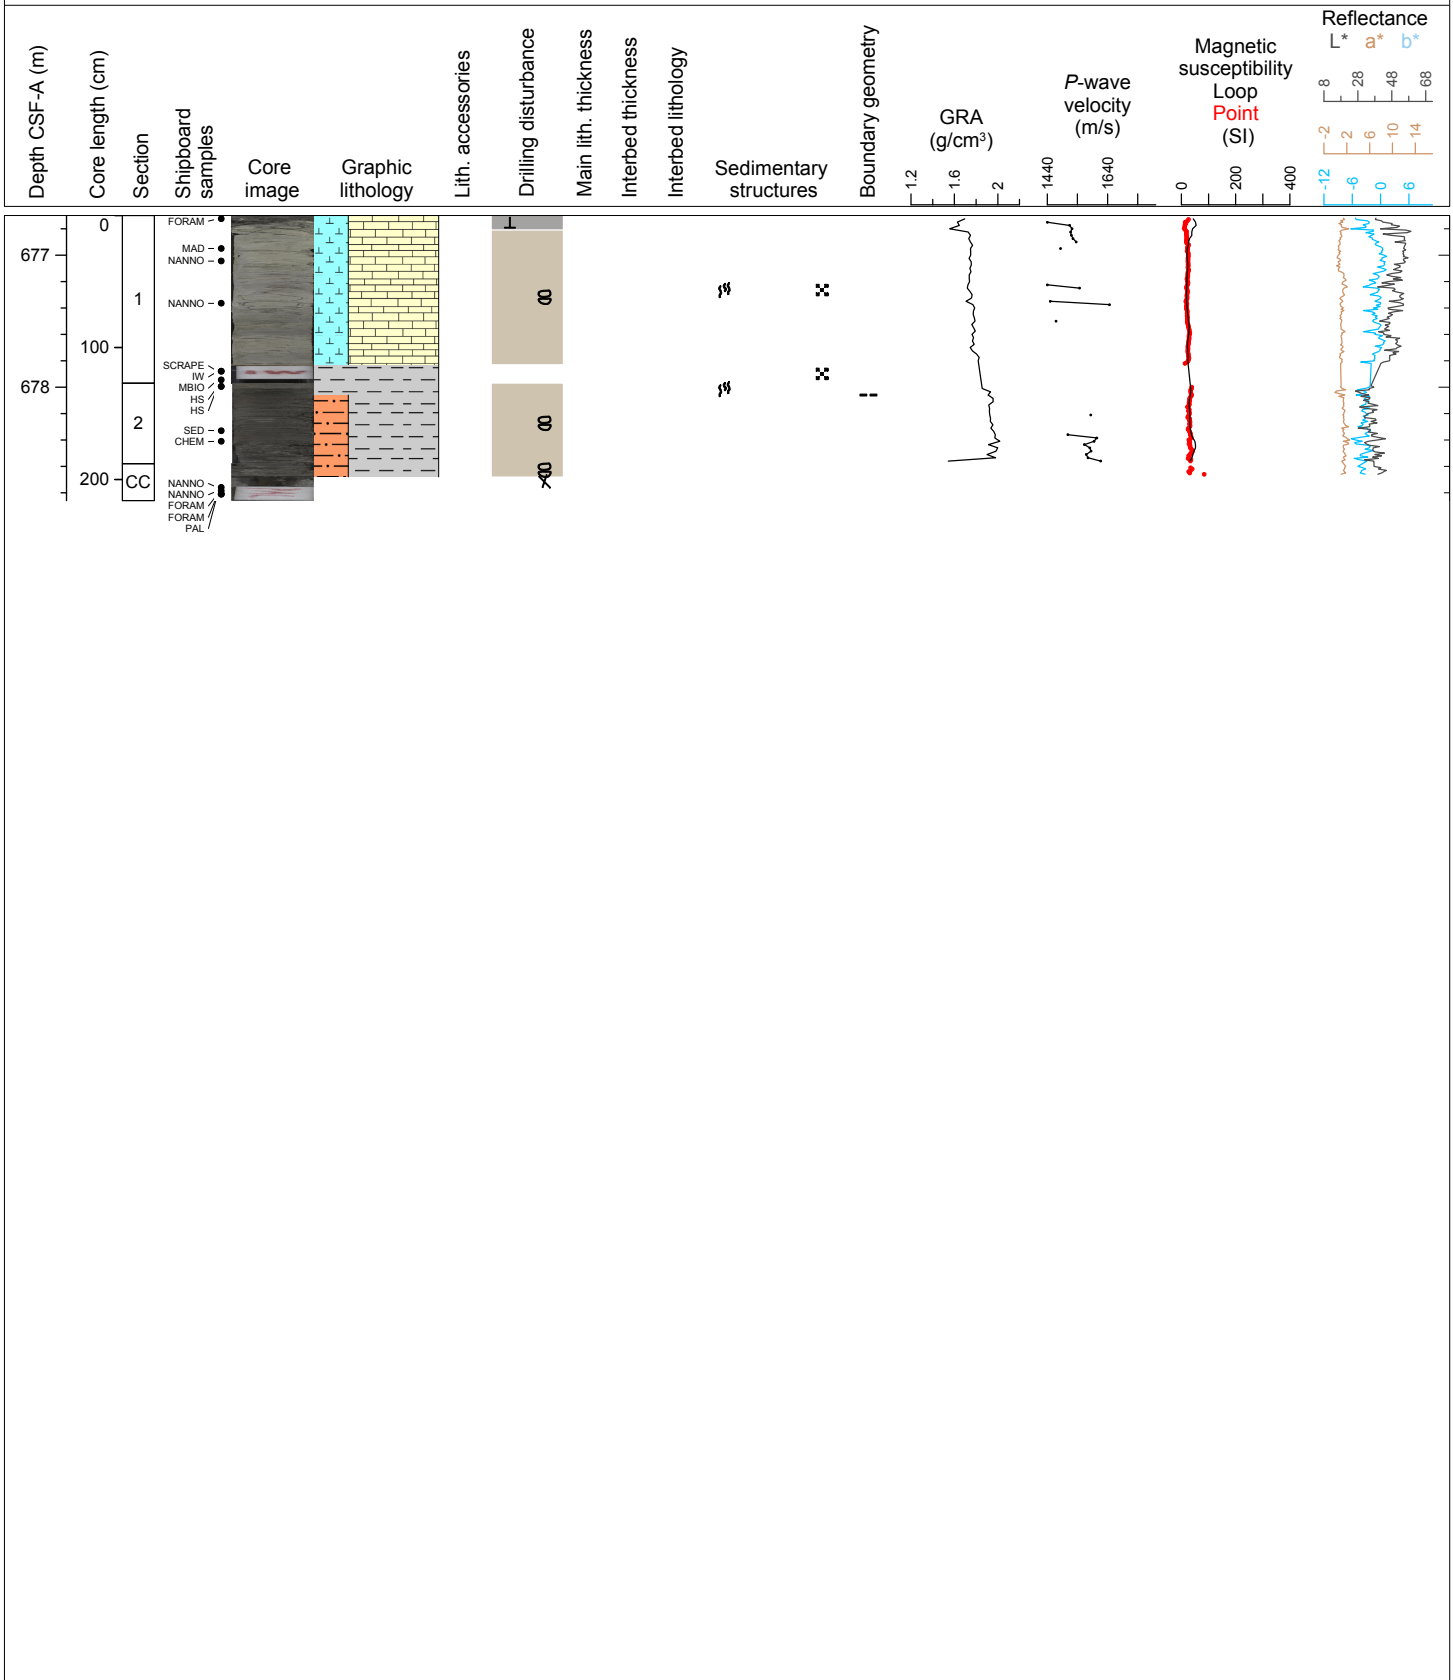 Depth CSF-A (m)
Core length (cm)
Section
Shipboard
samples
Core
image
Graphic
lithology
Lith. accessories
Drilling disturbance
Main lith. thickness
Interbed thickness
Interbed lithology
Sedimentary
structures
Boundary geometry
GRA
(g/cm³)
1.2
1.6
2
P-wave
velocity
(m/s)
1440
1640
Magnetic
susceptibility
Loop
Point
(SI)
0
200
400
Reflectance
L* a* b*
8
28
48
68
-2
2
6
10
14
-12
-6
0
6
677
678
0
100
200
1
2
CC
FORAM
MAD
NANNO
NANNO
SCRAPE
IW
MBIO
HS
HS
SED
CHEM
NANNO
NANNO
FORAM
FORAM
PAL